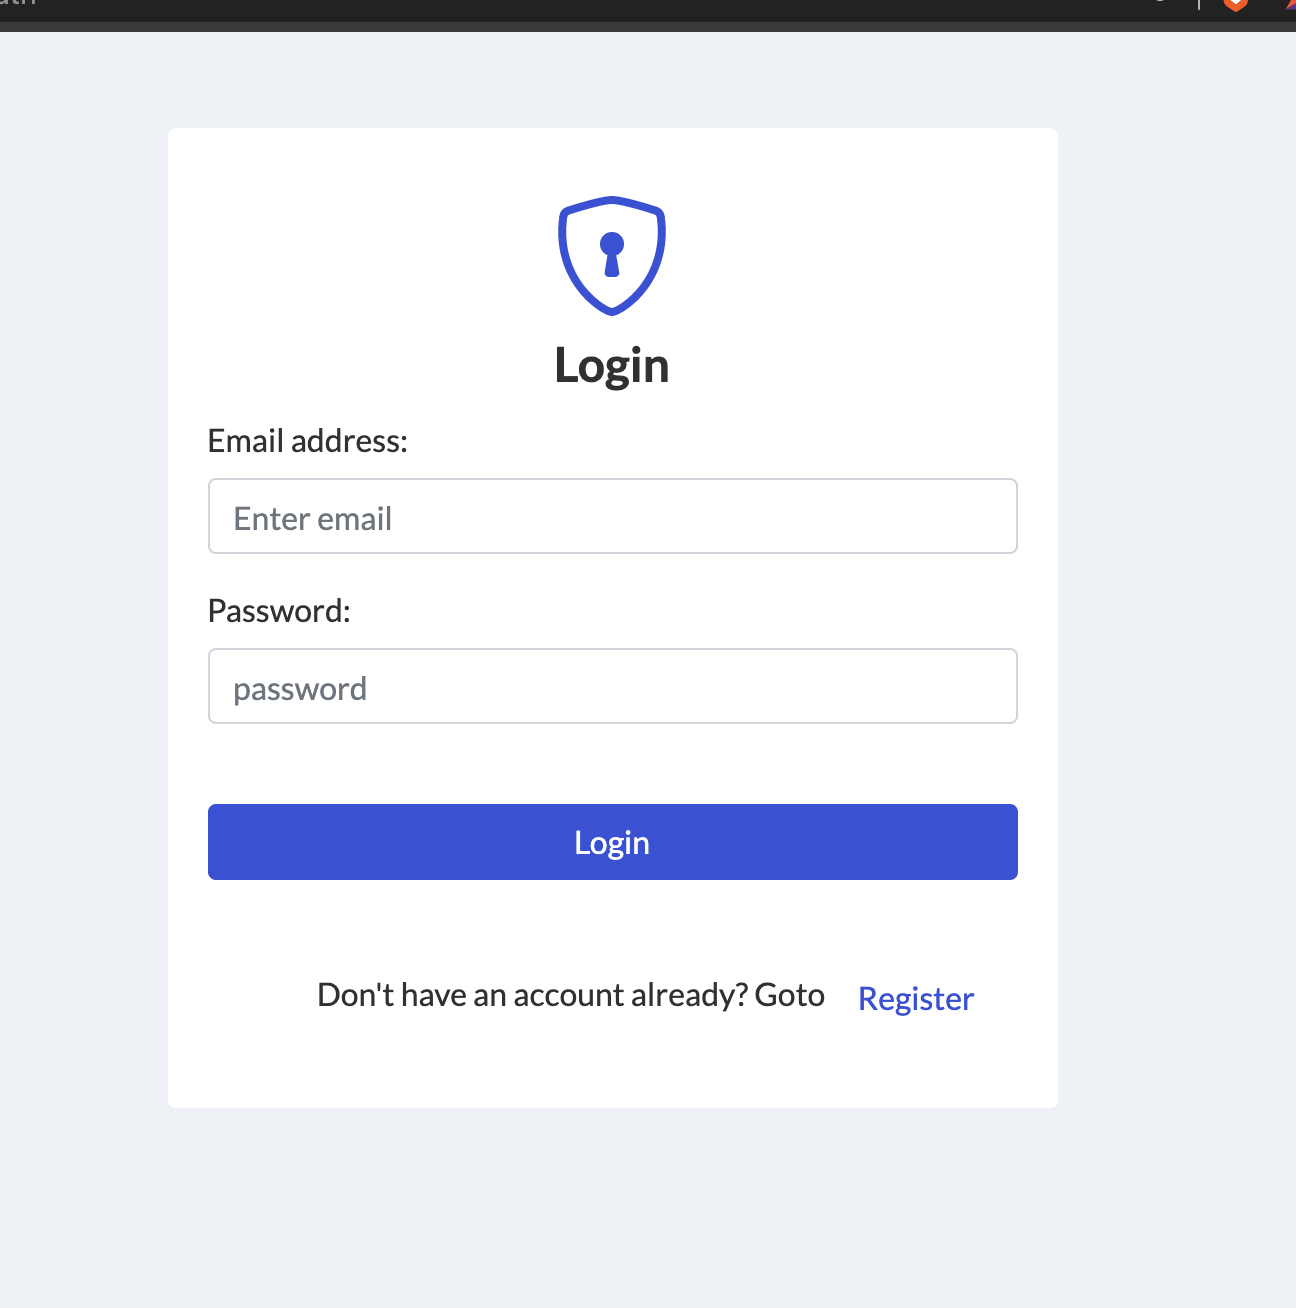 Login
Email address:
Enter email
Password:
password
Login
Don't have an account already? Goto Register